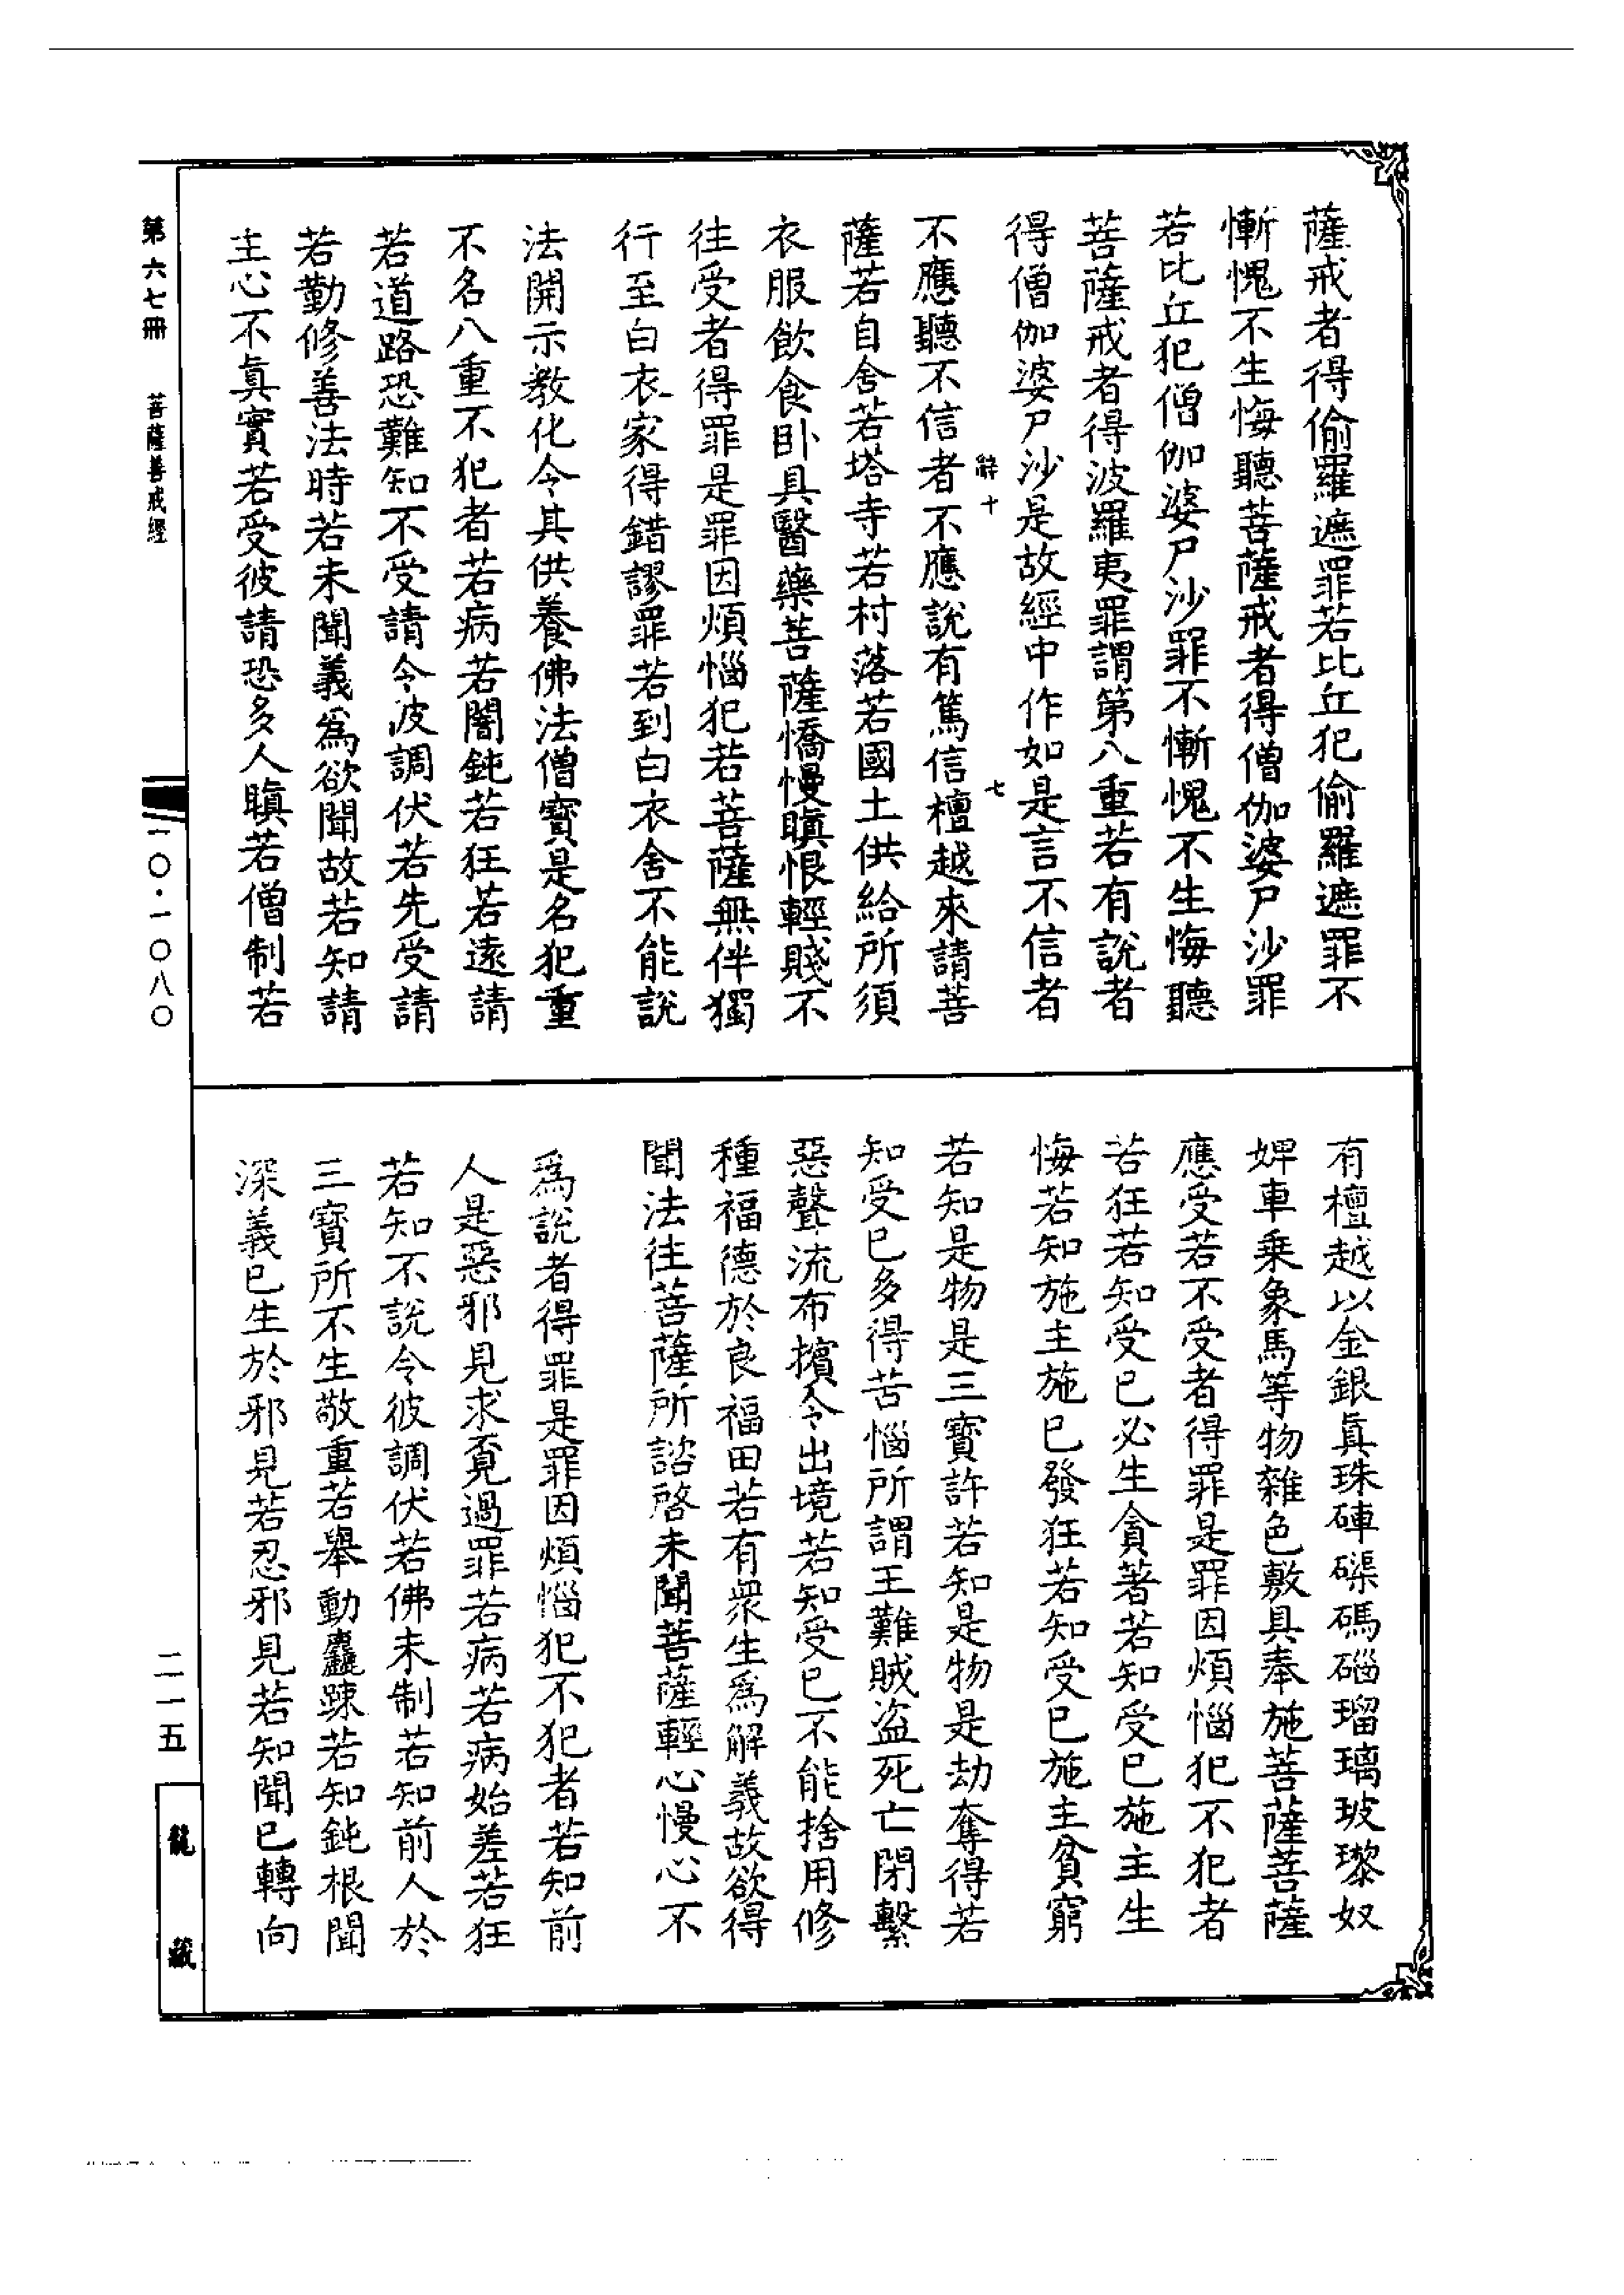 薩戒者得偷羅遮罪若比丘犯偷羅遮罪不
慚愧不生悔聽菩薩戒者得僧伽婆尸沙罪
若比丘犯僧伽婆尸沙罪不慚愧不生悔聽
菩薩戒者得波羅夷罪謂第八重若有說者
得僧伽婆尸沙是故經中作如是言不信者
解十 七
不應聽不信者不應說有篤信檀越來請菩
薩若自舍若塔寺若村落若國土供給所須
衣服飲食卧具醫藥菩薩憍慢瞋恨輕賤不
往受者得罪是罪因煩惱犯若菩薩無伴獨
行至白衣家得錯謬罪若到白衣舍不能說
法開示教化令其供養佛法僧寶是名犯重
不名八重不犯者若病若闇鈍若狂若遠請
若道路恐難知不受請令彼調伏若先受請
若勤修善法時若未聞義為欲聞故若知請
主心不真實若受彼請恐多人瞋若僧制若
有檀越以金銀真珠硨磲碼碯瑠璃玻瓈奴
婢車乘象馬等物雜色敷具奉施菩薩菩薩
應受若不受者得罪是罪因煩惱犯不犯者
若狂若知受已必生貪著若知受已施主生
悔若知施主施已發狂若知受已施主貧窮
若知是物是三寶許若知是物是劫奪得若
知受已多得苦惱所謂王難賊盜死亡閉繫
惡聲流布擯令出境若知受已不能捨用修
種福德於良福田若有眾生為解義故欲得
聞法往菩薩所諮啓未聞菩薩輕心慢心不
為說者得罪是罪因煩惱犯不犯者若知前
人是惡邪見求覓過罪若病若病始差若狂
若知不說令彼調伏若佛未制若知前人於
三寶所不生敬重若舉動麤踈若知鈍根聞
深義已生於邪見若忍邪見若知聞已轉向
第六七冊 菩薩善戒經 一〇·一〇八〇 二一五 龍藏